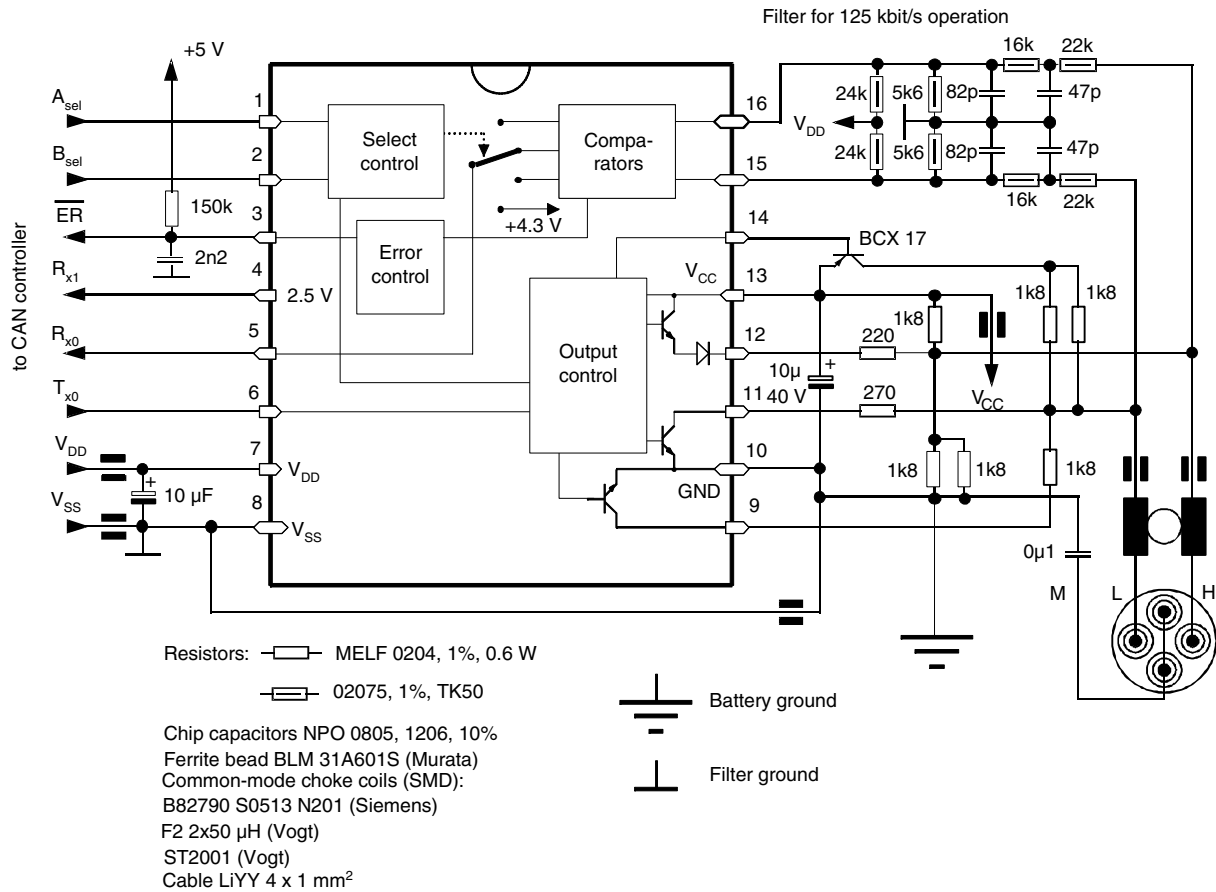 Filter for 125 kbit/s operation
+5 V
16k
22k
A_sel
1
16
24k
5k6
82p
47p
Select control
Compa-rators
V_DD
B_sel
2
15
24k
5k6
82p
47p
16k
22k
ER
150k
3
+4.3 V
14
BCX 17
2n2
Error control
to CAN controller
R_x1
4
2.5 V
V_CC
13
1k8
1k8
1k8
R_x0
5
12
220
Output control
10µ
+
40 V
T_x0
6
11
270
V_CC
V_DD
7
V_DD
10
GND
1k8
1k8
1k8
+
10 µF
V_SS
8
V_SS
9
0µ1
M
L
H
Resistors:
MELF 0204, 1%, 0.6 W
02075, 1%, TK50
Battery ground
Chip capacitors NPO 0805, 1206, 10%
Ferrite bead BLM 31A601S (Murata)
Common-mode choke coils (SMD):
Filter ground
B82790 S0513 N201 (Siemens)
F2 2x50 µH (Vogt)
ST2001 (Vogt)
Cable LiYY 4 x 1 mm²